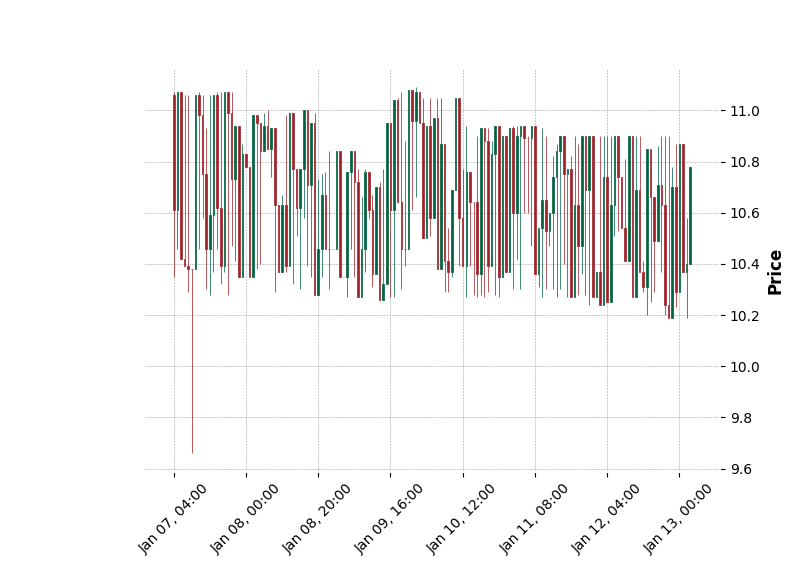 11.0
10.8
10.6
10.4
10.2
10.0
9.8
9.6
Price
Jan 07, 04:00
Jan 08, 00:00
Jan 08, 20:00
Jan 09, 16:00
Jan 10, 12:00
Jan 11, 08:00
Jan 12, 04:00
Jan 13, 00:00